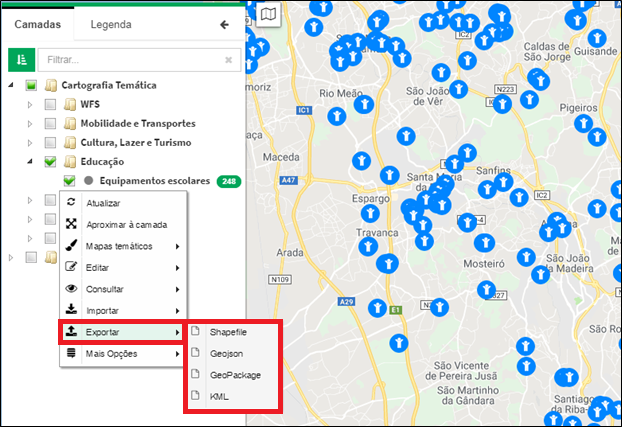 Camadas
Legenda
Filtrar...
Cartografia Temática
WFS
Mobilidade e Transportes
Cultura, Lazer e Turismo
Educação
Equipamentos escolares 248
Atualizar
Aproximar à camada
Mapas temáticos
Editar
Consultar
Importar
Exportar
Mais Opções
Shapefile
Geojson
GeoPackage
KML
IC2
Caldas de
São Jorge
Guisande
moriz
Rio Meão
São João
de Vêr
N223
Pigeiros
IC1
Maceda
A47
Santa Maria
da
Sanfins
Espargo
Travanca
IC2
Arada
Mosteiró
São João
da Madeira
N109
A29
E1
N223
A32
São Vicente
de Pereira Jusã
São Martinho
da Gândara
Santiago
da Riba-